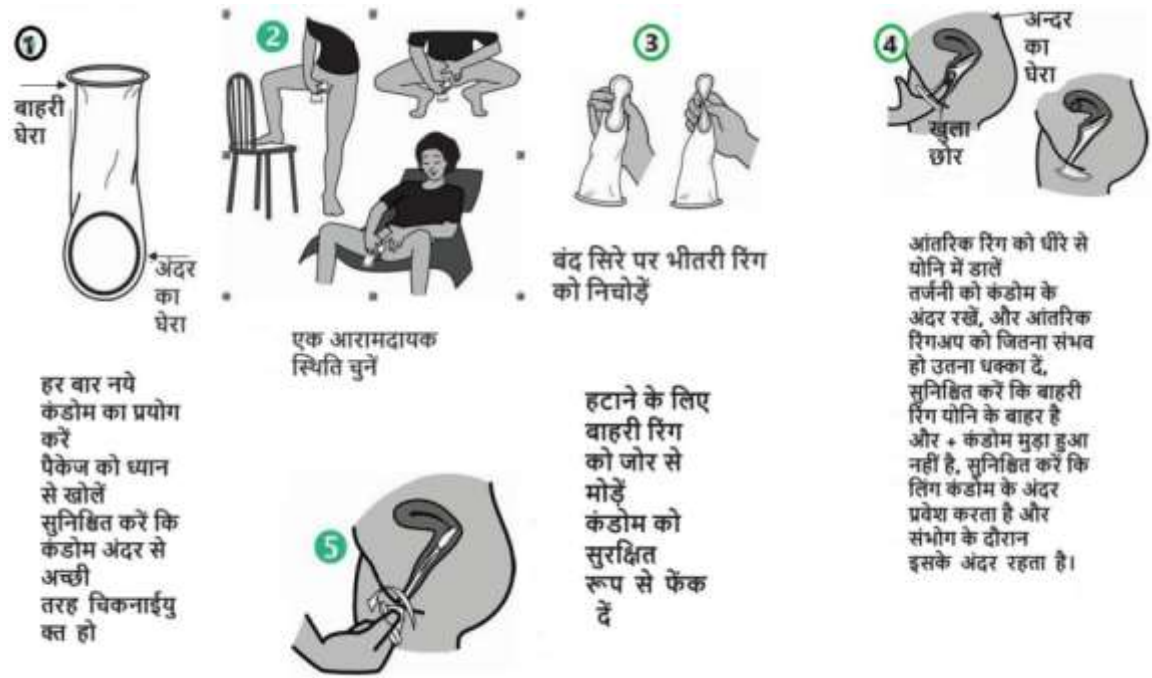 1
बाहरी
घेरा
अंदर
का
घेरा
हर बार नये
कंडोम का प्रयोग
करें
पैकेज को ध्यान
से खोलें
सुनिश्चित करें कि
कंडोम अंदर से
अच्छी
तरह चिकनाईयु
क्त हो
2
एक आरामदायक
स्थिति चुनें
3
बंद सिरे पर भीतरी रिंग
को निचोड़ें
4
अन्दर
का
घेरा
खुला
छोर
आंतरिक रिंग को धीरे से
योनि में डालें
तर्जनी को कंडोम के
अंदर रखें, और आंतरिक
रिंगअप को जितना संभव
हो उतना धक्का दें,
सुनिश्चित करें कि बाहरी
रिंग योनि के बाहर है
और + कंडोम मुड़ा हुआ
नहीं है, सुनिश्चित करें कि
लिंग कंडोम के अंदर
प्रवेश करता है और
संभोग के दौरान
इसके अंदर रहता है।
5
हटाने के लिए
बाहरी रिंग
को जोर से
मोड़ें
कंडोम को
सुरक्षित
रूप से फेंक
दें